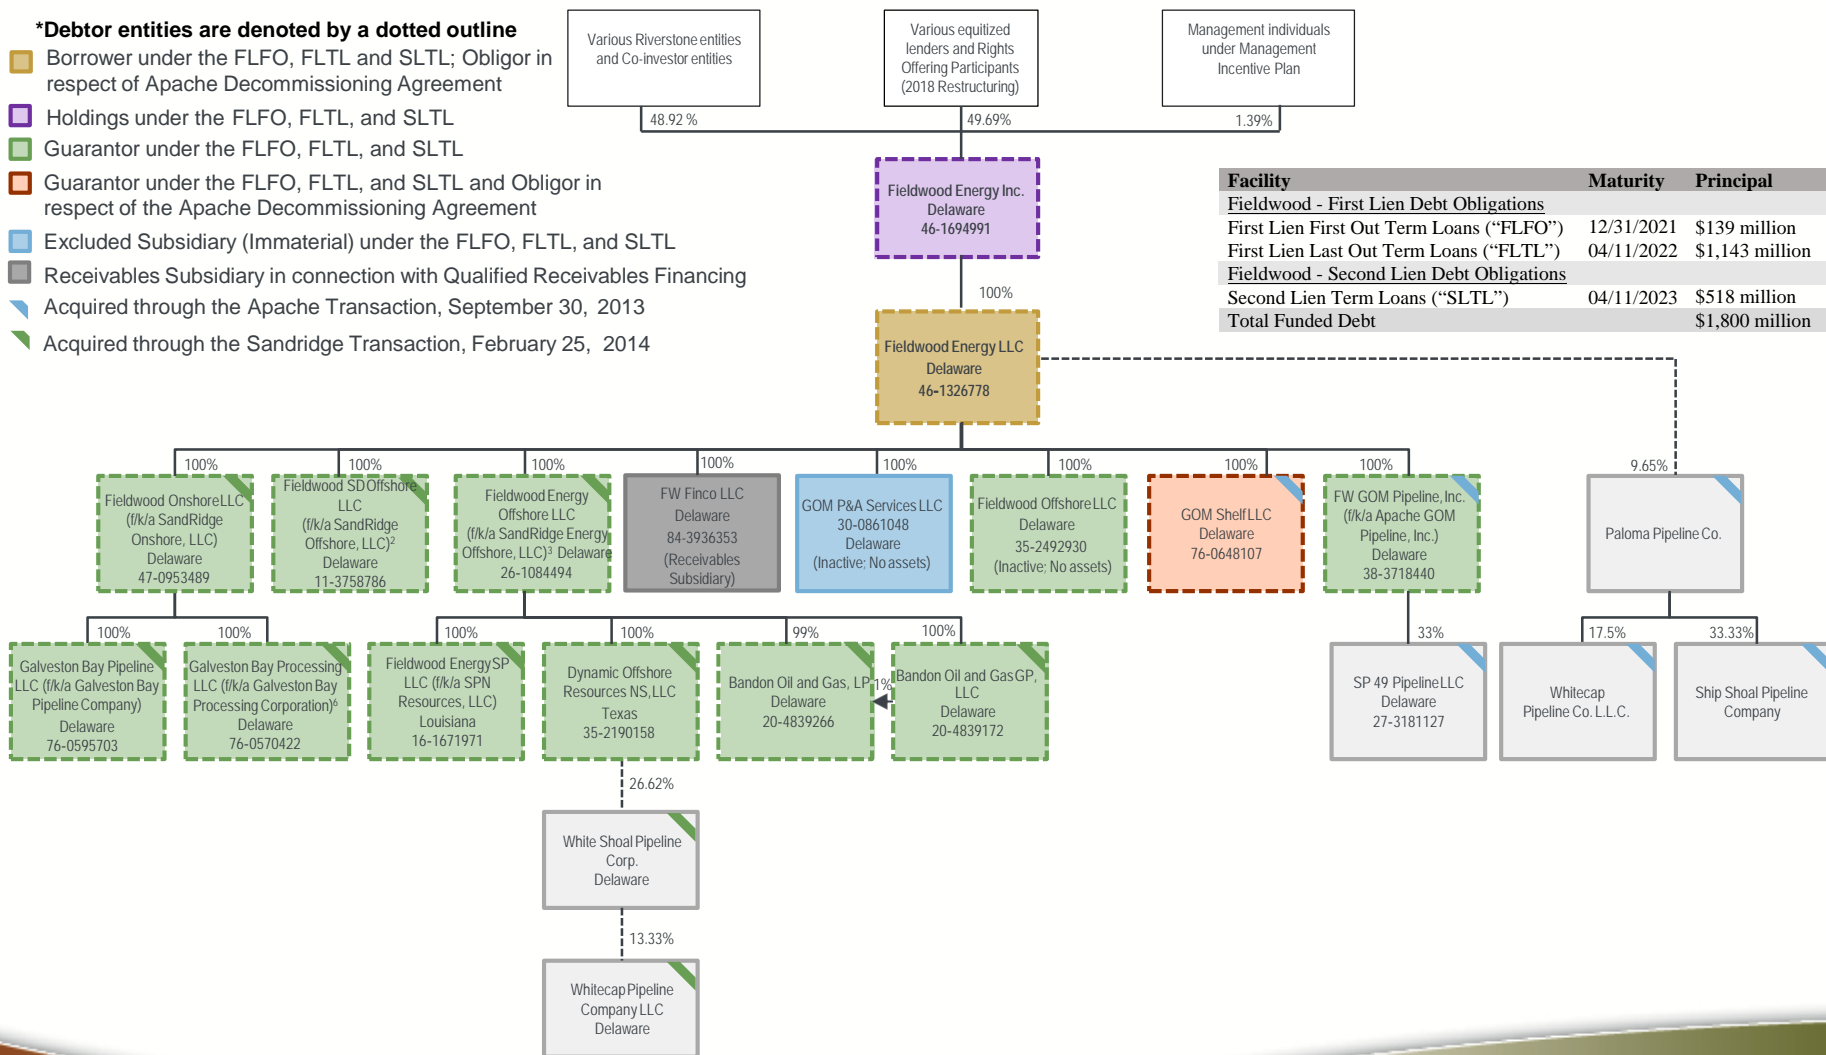 *Debtor entities are denoted by a dotted outline
Borrower under the FLFO, FLTL and SLTL; Obligor in
respect of Apache Decommissioning Agreement
Holdings under the FLFO, FLTL, and SLTL
Guarantor under the FLFO, FLTL, and SLTL
Guarantor under the FLFO, FLTL, and SLTL and Obligor in
respect of the Apache Decommissioning Agreement
Excluded Subsidiary (Immaterial) under the FLFO, FLTL, and SLTL
Receivables Subsidiary in connection with Qualified Receivables Financing
Acquired through the Apache Transaction, September 30, 2013
Acquired through the Sandridge Transaction, February 25, 2014
Various Riverstone entities
and Co-investor entities
Various equitized
lenders and Rights
Offering Participants
(2018 Restructuring)
Management individuals
under Management
Incentive Plan
48.92 %
49.69%
1.39%
Fieldwood Energy Inc.
Delaware
46-1694991
100%
Facility Maturity Principal
Fieldwood - First Lien Debt Obligations
First Lien First Out Term Loans (“FLFO”) 12/31/2021 $139 million
First Lien Last Out Term Loans (“FLTL”) 04/11/2022 $1,143 million
Fieldwood - Second Lien Debt Obligations
Second Lien Term Loans (“SLTL”) 04/11/2023 $518 million
Total Funded Debt $1,800 million
Fieldwood Energy LLC
Delaware
46-1326778
100%
100%
100%
100%
100%
100%
100%
100%
9.65%
Fieldwood Onshore LLC
(f/k/a SandRidge
Onshore, LLC)
Delaware
47-0953489
Fieldwood SD Offshore
LLC
(f/k/a SandRidge
Offshore, LLC)2
Delaware
11-3758786
Fieldwood Energy
Offshore LLC
(f/k/a SandRidge Energy
Offshore, LLC)3 Delaware
26-1084494
FW Finco LLC
Delaware
84-3936353
(Receivables
Subsidiary)
GOM P&A Services LLC
30-0861048
Delaware
(Inactive; No assets)
Fieldwood Offshore LLC
Delaware
35-2492930
(Inactive; No assets)
GOM Shelf LLC
Delaware
76-0648107
FW GOM Pipeline, Inc.
(f/k/a Apache GOM
Pipeline, Inc.)
Delaware
38-3718440
Paloma Pipeline Co.
100%
100%
100%
100%
99%
100%
33%
17.5%
33.33%
Galveston Bay Pipeline
LLC (f/k/a Galveston Bay
Pipeline Company)
Delaware
76-0595703
Galveston Bay Processing
LLC (f/k/a Galveston Bay
Processing Corporation)6
Delaware
76-0570422
Fieldwood Energy SP
LLC (f/k/a SPN
Resources, LLC)
Louisiana
16-1671971
Dynamic Offshore
Resources NS, LLC
Texas
35-2190158
Bandon Oil and Gas, LP
Delaware
20-4839266
1%
Bandon Oil and Gas GP,
LLC
Delaware
20-4839172
SP 49 Pipeline LLC
Delaware
27-3181127
Whitecap
Pipeline Co. L.L.C.
Ship Shoal Pipeline
Company
26.62%
White Shoal Pipeline
Corp.
Delaware
13.33%
Whitecap Pipeline
Company LLC
Delaware